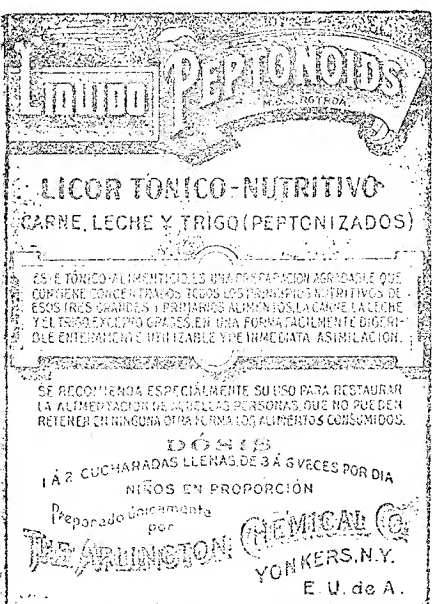 LIQUIDO PEPTONOIDS
LICOR TONICO-NUTRITIVO
CARNE, LECHE Y TRIGO (PEPTONIZADOS)
ESTE TÓNICO-ALIMENTICIO, ES UNA PREPARACION AGRADABLE QUE
CONTIENE CONCENTRADOS TODOS LOS PRINCIPIOS NUTRITIVOS DE
ESOS TRES GRANDES Y PRIMARIOS ALIMENTOS, LA CARNE, LA LECHE
Y EL TRIGO, EXCEPTO GRASES, EN UNA FORMA FACILMENTE DIGERI-
BLE ENTERAMENTE UTILIZABLE Y DE INMEDIATA ASIMILACION.
SE RECOMIENDA ESPECIÁLMENTE SU USO PARA RESTAURAR
LA ALIMENTACION DE AQUELLAS PERSONAS, QUE NO PUEDEN
RETENER EN NINGUNA OTRA FORMA LOS ALIMENTOS CONSUMIDOS.
DÓSIS
1 Á 2 CUCHARADAS LLENAS, DE 3 Á 6 VECES POR DIA
NIÑOS EN PROPORCIÓN
Preparado únicamente
por
THE ARLINGTON CHEMICAL CO.
YONKERS, N.Y.
E. U. de A.